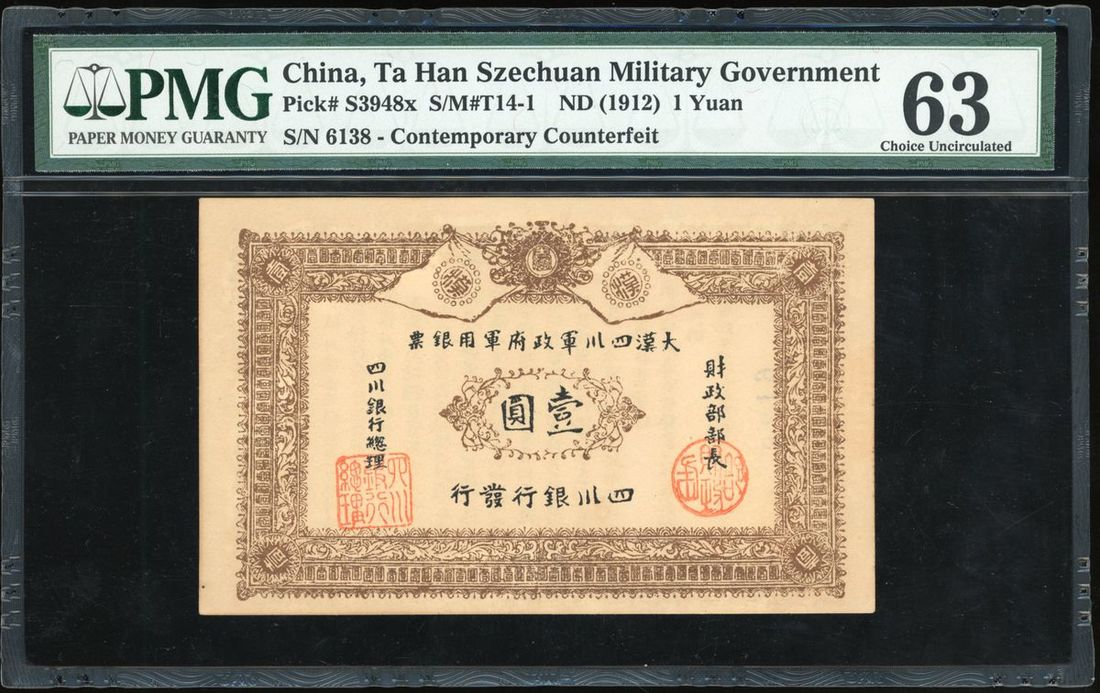 PMG
PAPER MONEY GUARANTY
China, Ta Han Szechuan Military Government
Pick# S3948x S/M#T14-1 ND (1912) 1 Yuan
S/N 6138 - Contemporary Counterfeit
63
Choice Uncirculated
大漢四川軍政府軍用銀票
財政部部長
壹圓
四川銀行總理
四川銀行發行